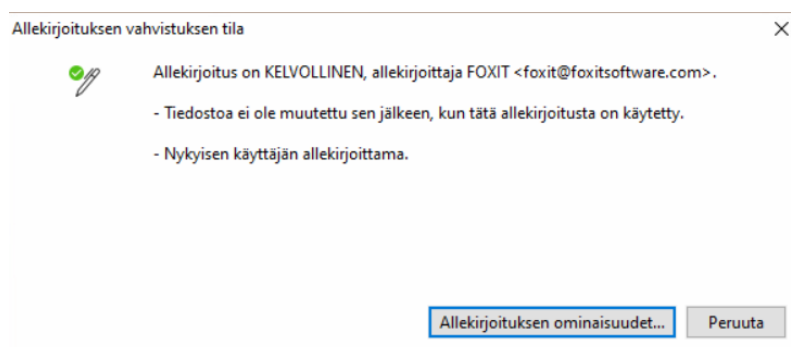 Allekirjoituksen vahvistuksen tila
Allekirjoitus on KELVOLLINEN, allekirjoittaja FOXIT <foxit@foxitsoftware.com>.
- Tiedostoa ei ole muutettu sen jälkeen, kun tätä allekirjoitusta on käytetty.
- Nykyisen käyttäjän allekirjoittama.
Allekirjoituksen ominaisuudet... Peruuta